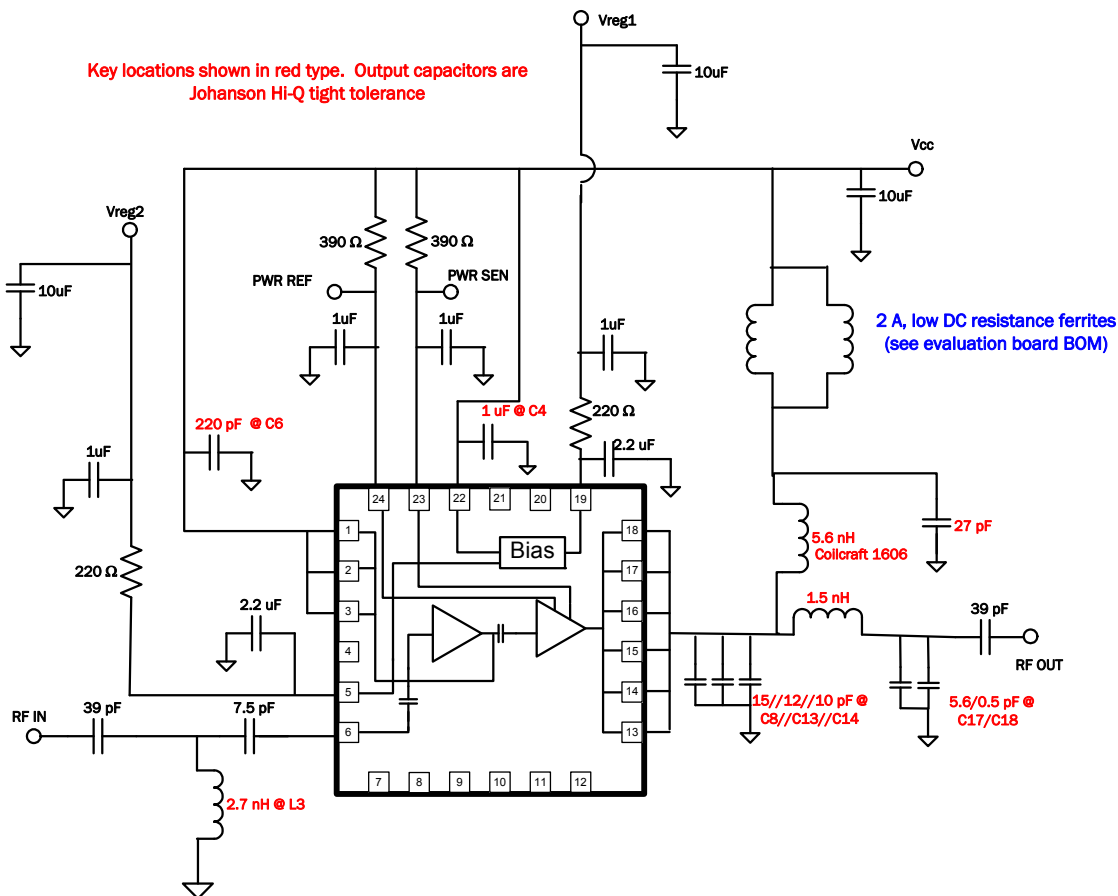 Vreg1
Key locations shown in red type. Output capacitors are
Johanson Hi-Q tight tolerance
10uF
Vcc
10uF
Vreg2
390 Ω
390 Ω
PWR REF
PWR SEN
10uF
1uF
1uF
1uF
2 A, low DC resistance ferrites
(see evaluation board BOM)
220 pF @ C6
1 uF @ C4
220 Ω
2.2 uF
1uF
24
23
22
21
20
19
27 pF
5.6 nH
Coilcraft 1606
1
2
3
4
5
6
Bias
18
17
16
15
14
13
220 Ω
2.2 uF
1.5 nH
39 pF
RF OUT
15//12//10 pF @
C8//C13//C14
5.6/0.5 pF @
C17/C18
RF IN
39 pF
7.5 pF
7
8
9
10
11
12
2.7 nH @ L3